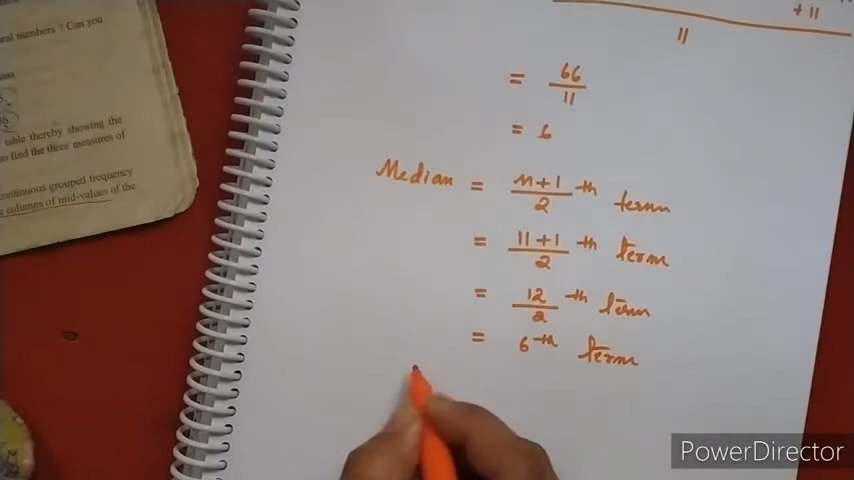 ral numbers ? Can you
table thereby showing the
so find the three measures of
continuous grouped frequency
g columns of mid-values of the
+ 11
11
= 66/11
= 6
Median = n+1/2 th term
= 11+1/2 th term
= 12/2 th term
= 6 th term
PowerDirector